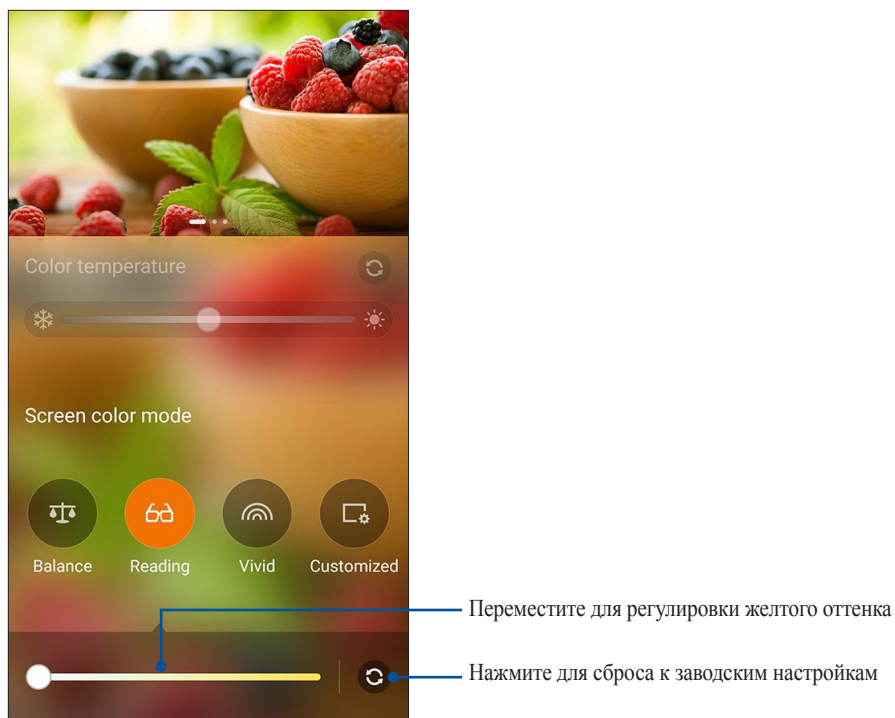 Color temperature
Screen color mode
Balance Reading Vivid Customized
Переместите для регулировки желтого оттенка
Нажмите для сброса к заводским настройкам